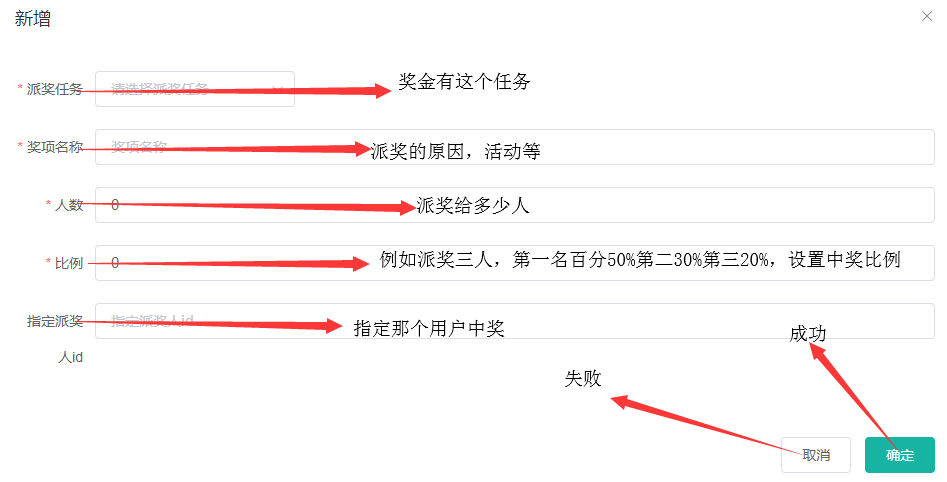 新增
* 派奖任务 请选择派奖任务 奖金有这个任务
* 奖项名称 奖项名称 派奖的原因，活动等
* 人数 0 派奖给多少人
* 比例 0 例如派奖三人，第一名百分50%第二30%第三20%，设置中奖比例
指定派奖 指定派奖人id 指定那个用户中奖
人id
成功
失败
取消 确定